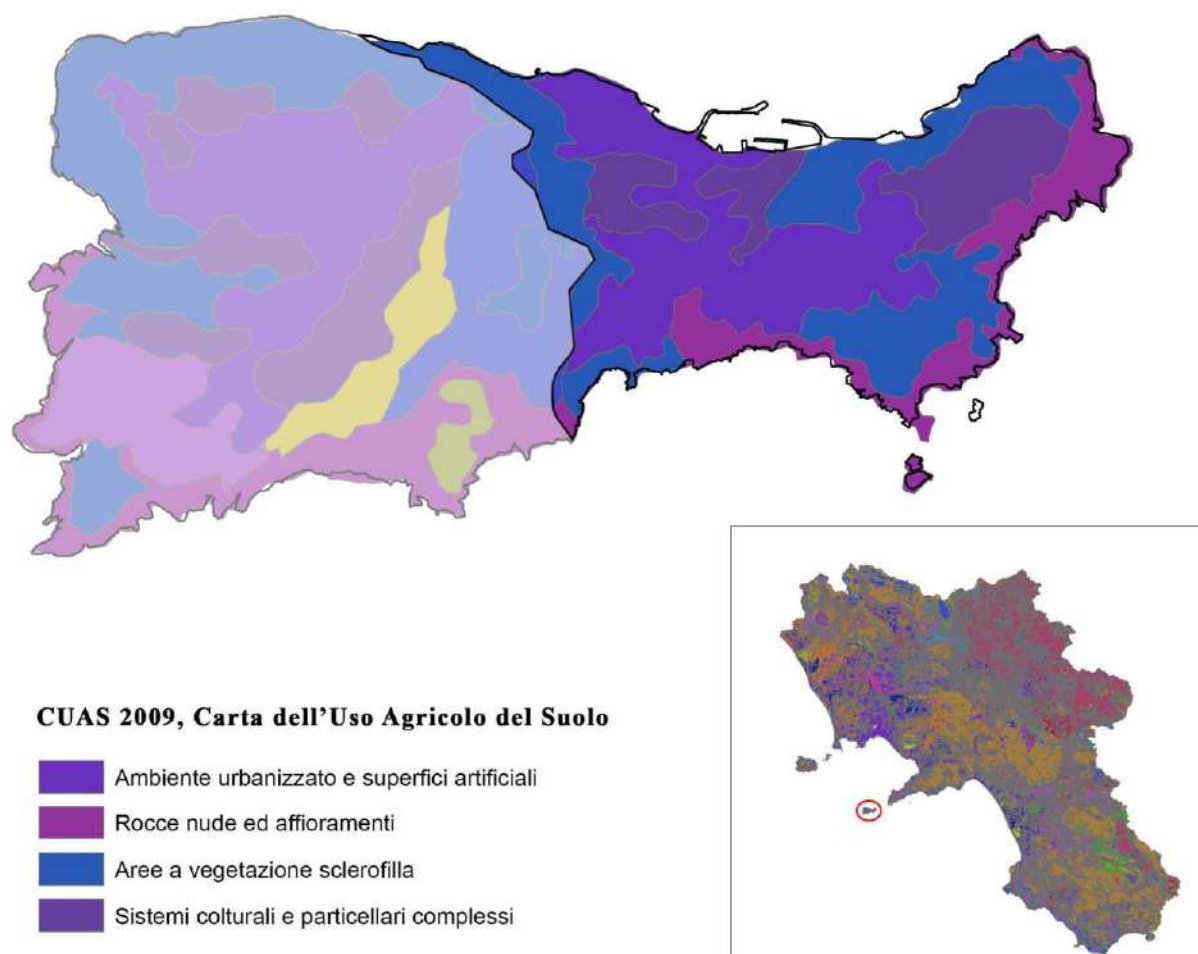 CUAS 2009, Carta dell’Uso Agricolo del Suolo
Ambiente urbanizzato e superfici artificiali
Rocce nude ed affioramenti
Aree a vegetazione sclerofilla
Sistemi colturali e particellari complessi